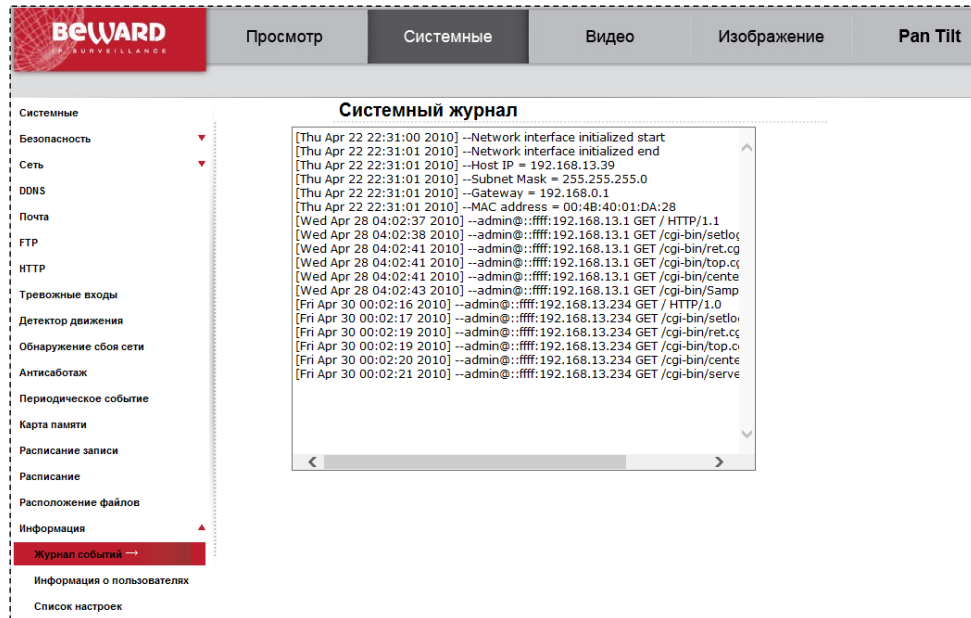 BEWARD
IP SURVEILLANCE
Просмотр
Системные
Видео
Изображение
Pan Tilt
Системные
Безопасность
Сеть
DDNS
Почта
FTP
HTTP
Тревожные входы
Детектор движения
Обнаружение сбоя сети
Антисаботаж
Периодическое событие
Карта памяти
Расписание записи
Расписание
Расположение файлов
Информация
Журнал событий →
Информация о пользователях
Список настроек
Системный журнал
[Thu Apr 22 22:31:00 2010] --Network interface initialized start
[Thu Apr 22 22:31:01 2010] --Network interface initialized end
[Thu Apr 22 22:31:01 2010] --Host IP = 192.168.13.39
[Thu Apr 22 22:31:01 2010] --Subnet Mask = 255.255.255.0
[Thu Apr 22 22:31:01 2010] --Gateway = 192.168.0.1
[Thu Apr 22 22:31:01 2010] --MAC address = 00:4B:40:01:DA:28
[Wed Apr 28 04:02:37 2010] --admin@::ffff:192.168.13.1 GET / HTTP/1.1
[Wed Apr 28 04:02:38 2010] --admin@::ffff:192.168.13.1 GET /cgi-bin/setlog
[Wed Apr 28 04:02:41 2010] --admin@::ffff:192.168.13.1 GET /cgi-bin/ret.cg
[Wed Apr 28 04:02:41 2010] --admin@::ffff:192.168.13.1 GET /cgi-bin/top.cg
[Wed Apr 28 04:02:41 2010] --admin@::ffff:192.168.13.1 GET /cgi-bin/cente
[Wed Apr 28 04:02:43 2010] --admin@::ffff:192.168.13.1 GET /cgi-bin/Samp
[Fri Apr 30 00:02:16 2010] --admin@::ffff:192.168.13.234 GET / HTTP/1.0
[Fri Apr 30 00:02:17 2010] --admin@::ffff:192.168.13.234 GET /cgi-bin/setlo
[Fri Apr 30 00:02:19 2010] --admin@::ffff:192.168.13.234 GET /cgi-bin/ret.cg
[Fri Apr 30 00:02:19 2010] --admin@::ffff:192.168.13.234 GET /cgi-bin/top.c
[Fri Apr 30 00:02:20 2010] --admin@::ffff:192.168.13.234 GET /cgi-bin/cente
[Fri Apr 30 00:02:21 2010] --admin@::ffff:192.168.13.234 GET /cgi-bin/serve